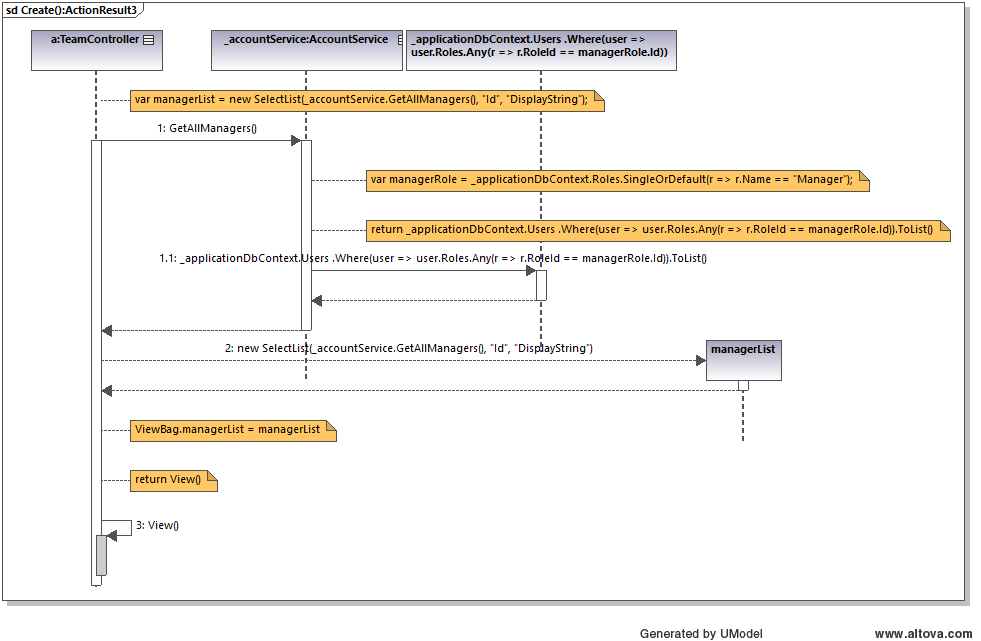 sd Create():ActionResult3
a:TeamController
_accountService:AccountService
_applicationDbContext.Users .Where(user =>
user.Roles.Any(r => r.RoleId == managerRole.Id))
var managerList = new SelectList(_accountService.GetAllManagers(), "Id", "DisplayString");
1: GetAllManagers()
var managerRole = _applicationDbContext.Roles.SingleOrDefault(r => r.Name == "Manager");
return _applicationDbContext.Users .Where(user => user.Roles.Any(r => r.RoleId == managerRole.Id)).ToList()
1.1: _applicationDbContext.Users .Where(user => user.Roles.Any(r => r.RoleId == managerRole.Id)).ToList()
2: new SelectList(_accountService.GetAllManagers(), "Id", "DisplayString")
managerList
ViewBag.managerList = managerList
return View()
3: View()
Generated by UModel
www.altova.com